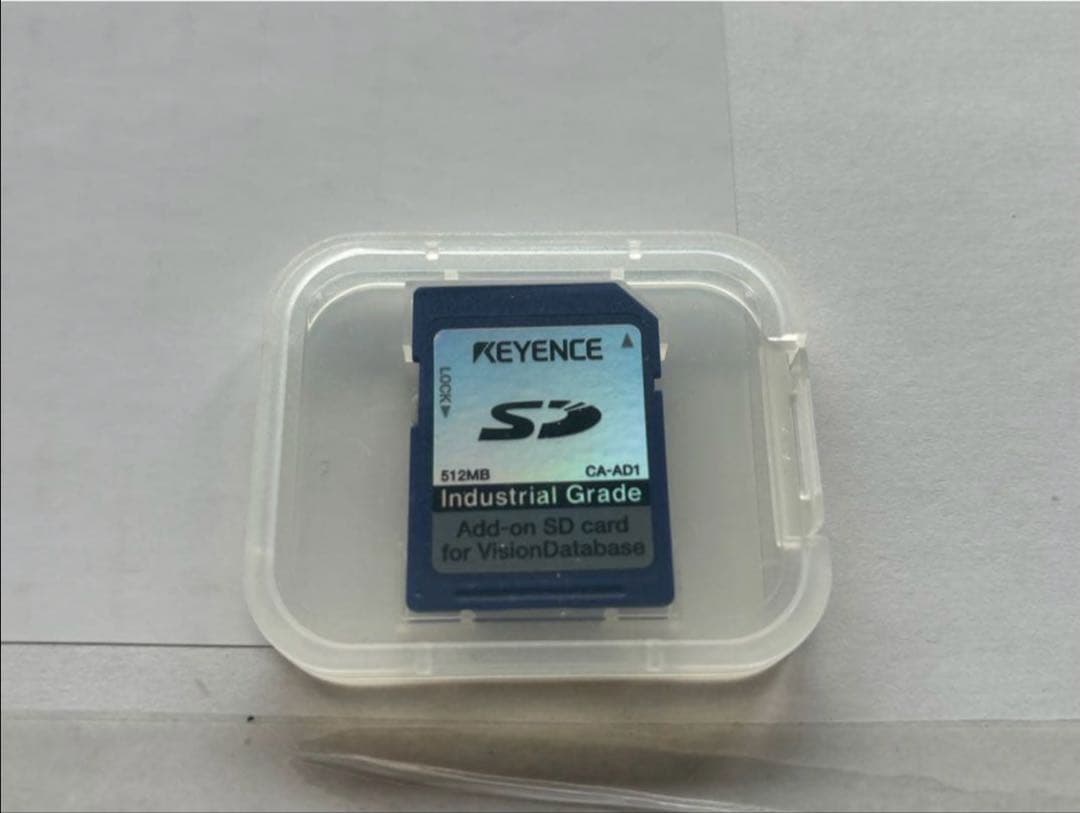 KEYENCE
LOCK
SD
512MB CA-AD1
Industrial Grade
Add-on SD card
for VisionDatabase